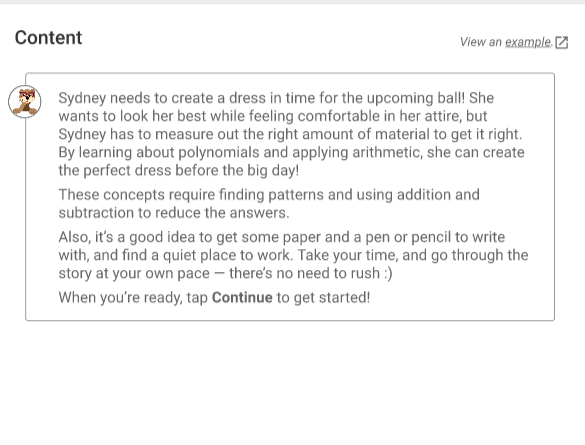 Content
View an example.
Sydney needs to create a dress in time for the upcoming ball! She
wants to look her best while feeling comfortable in her attire, but
Sydney has to measure out the right amount of material to get it right.
By learning about polynomials and applying arithmetic, she can create
the perfect dress before the big day!
These concepts require finding patterns and using addition and
subtraction to reduce the answers.
Also, it's a good idea to get some paper and a pen or pencil to write
with, and find a quiet place to work. Take your time, and go through the
story at your own pace — there's no need to rush :)
When you're ready, tap Continue to get started!